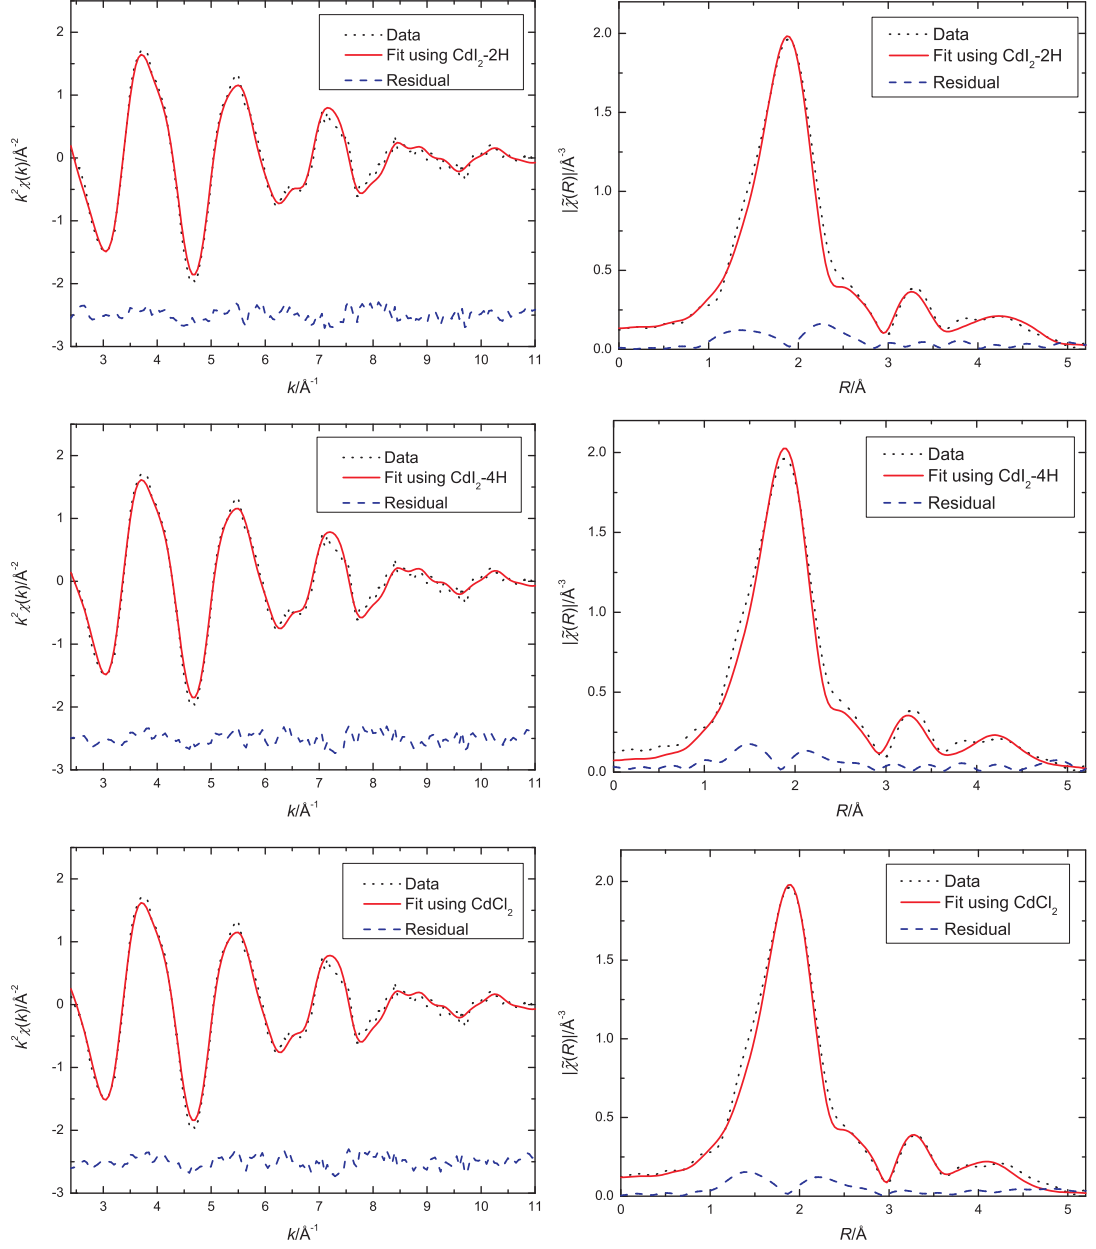 2
1
0
-1
-2
-3
3 4 5 6 7 8 9 10 11
k²χ(k)/Å⁻²
k/Å⁻¹
Data
Fit using CdI₂-2H
Residual
2.0
1.5
1.0
0.5
0.0
0 1 2 3 4 5
|χ̃(R)|/Å⁻³
R/Å
Data
Fit using CdI₂-2H
Residual
2
1
0
-1
-2
-3
3 4 5 6 7 8 9 10 11
k²χ(k)/Å⁻²
k/Å⁻¹
Data
Fit using CdI₂-4H
Residual
2.0
1.5
1.0
0.5
0.0
0 1 2 3 4 5
|χ̃(R)|/Å⁻³
R/Å
Data
Fit using CdI₂-4H
Residual
2
1
0
-1
-2
-3
3 4 5 6 7 8 9 10 11
k²χ(k)/Å⁻²
k/Å⁻¹
Data
Fit using CdCl₂
Residual
2.0
1.5
1.0
0.5
0.0
0 1 2 3 4 5
|χ̃(R)|/Å⁻³
R/Å
Data
Fit using CdCl₂
Residual